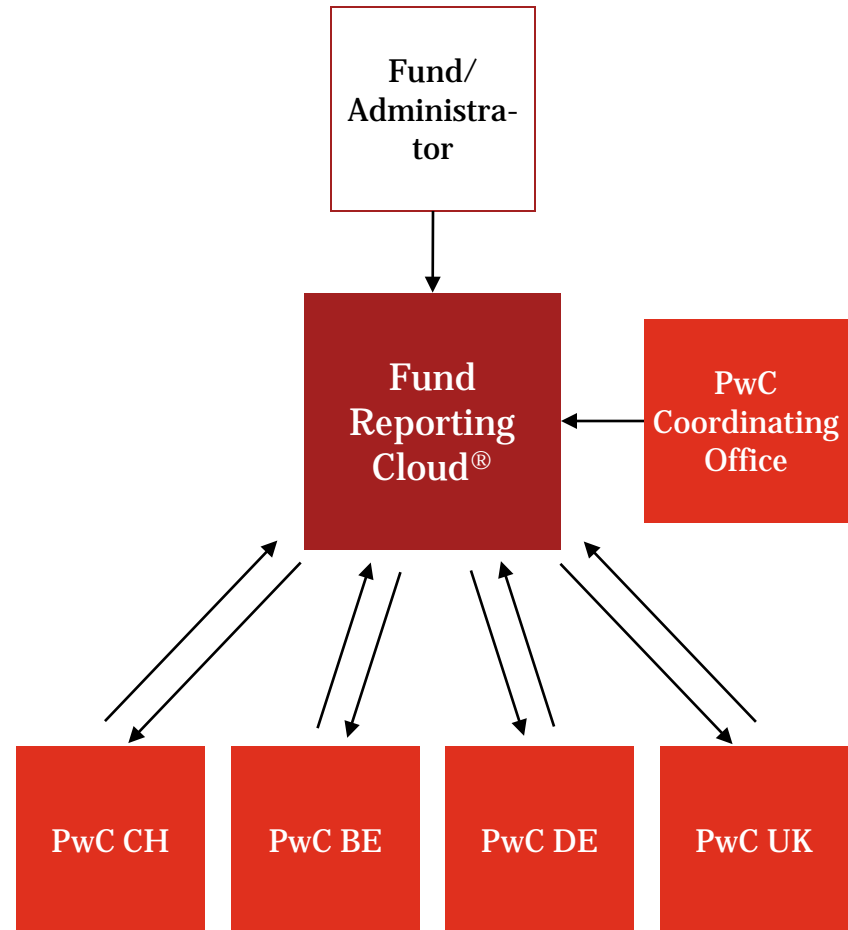 Fund/
Administra-
tor
Fund
Reporting
Cloud®
PwC
Coordinating
Office
PwC CH
PwC BE
PwC DE
PwC UK